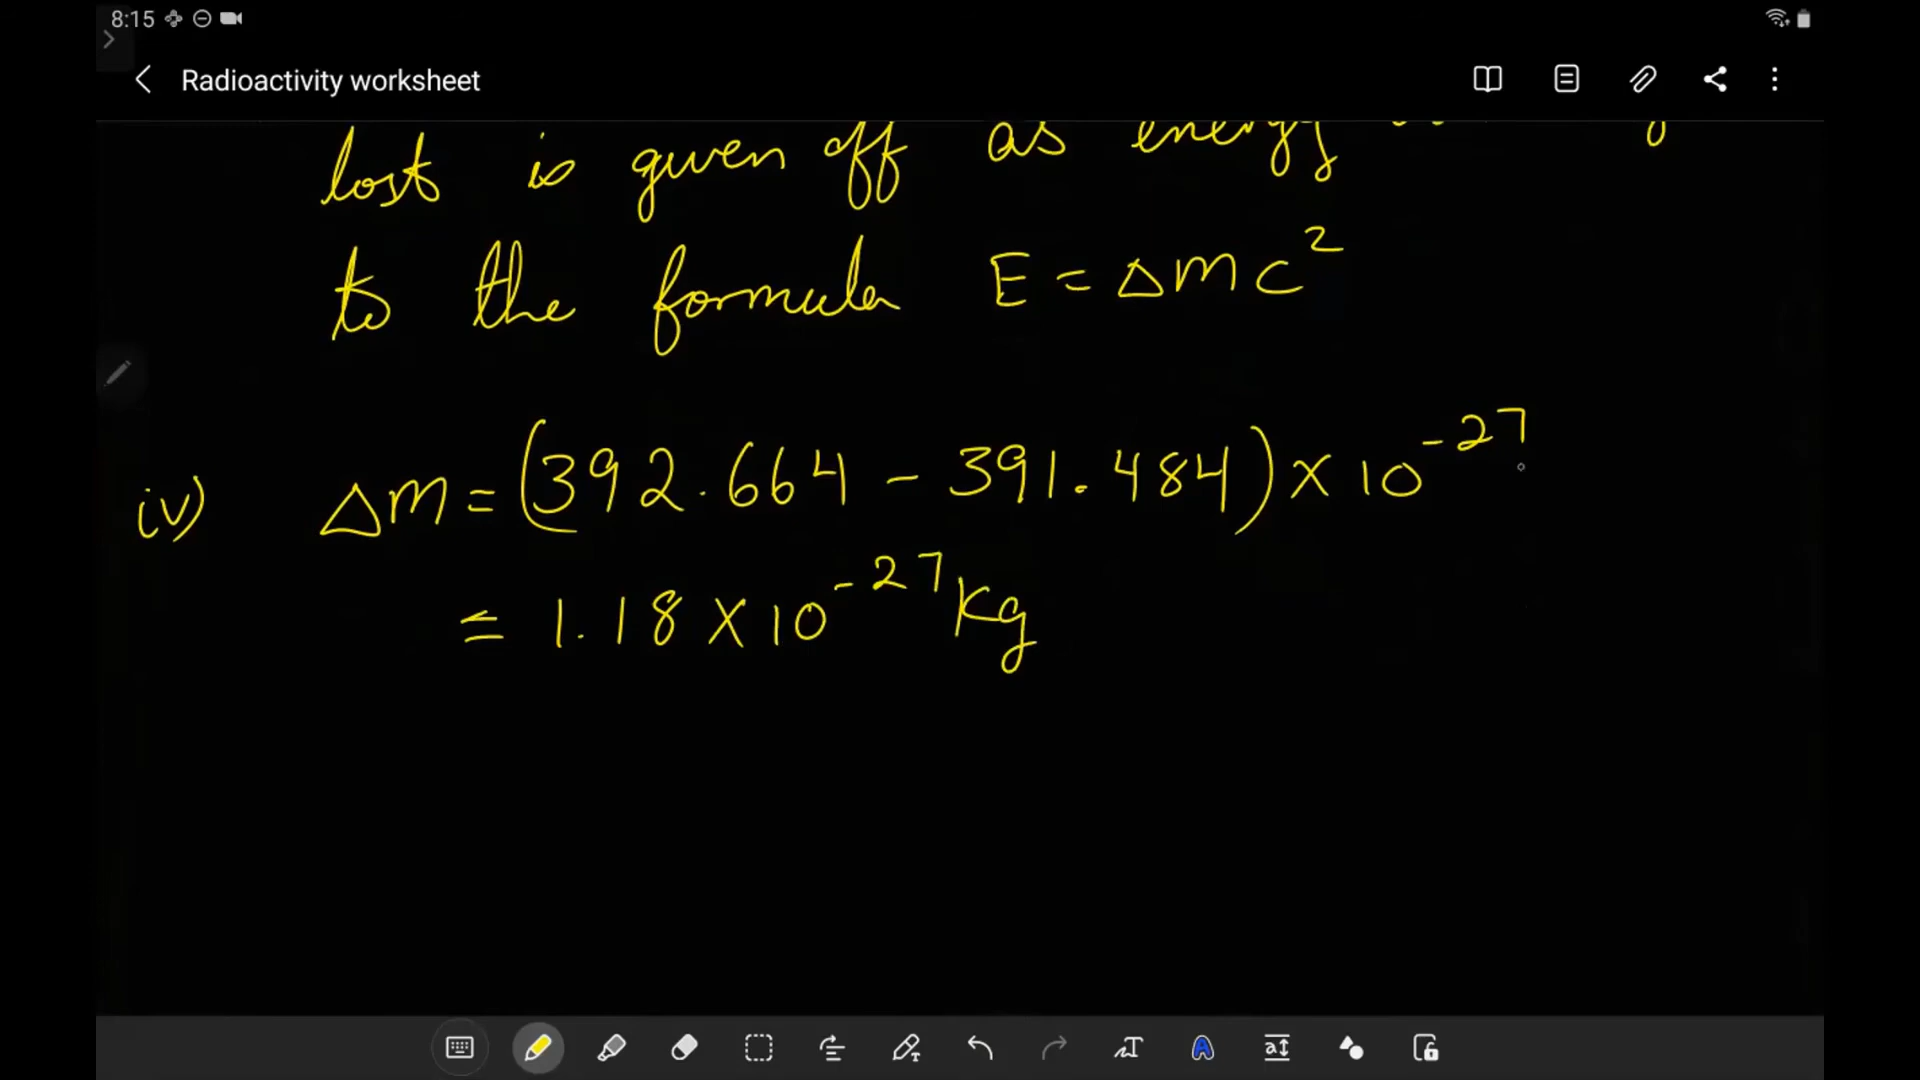 8:15
Radioactivity worksheet
lost is given off as energy
to the formula E = ΔMC²
iv) ΔM = (392.664 - 391.484) × 10⁻²⁷
= 1.18 × 10⁻²⁷ Kg